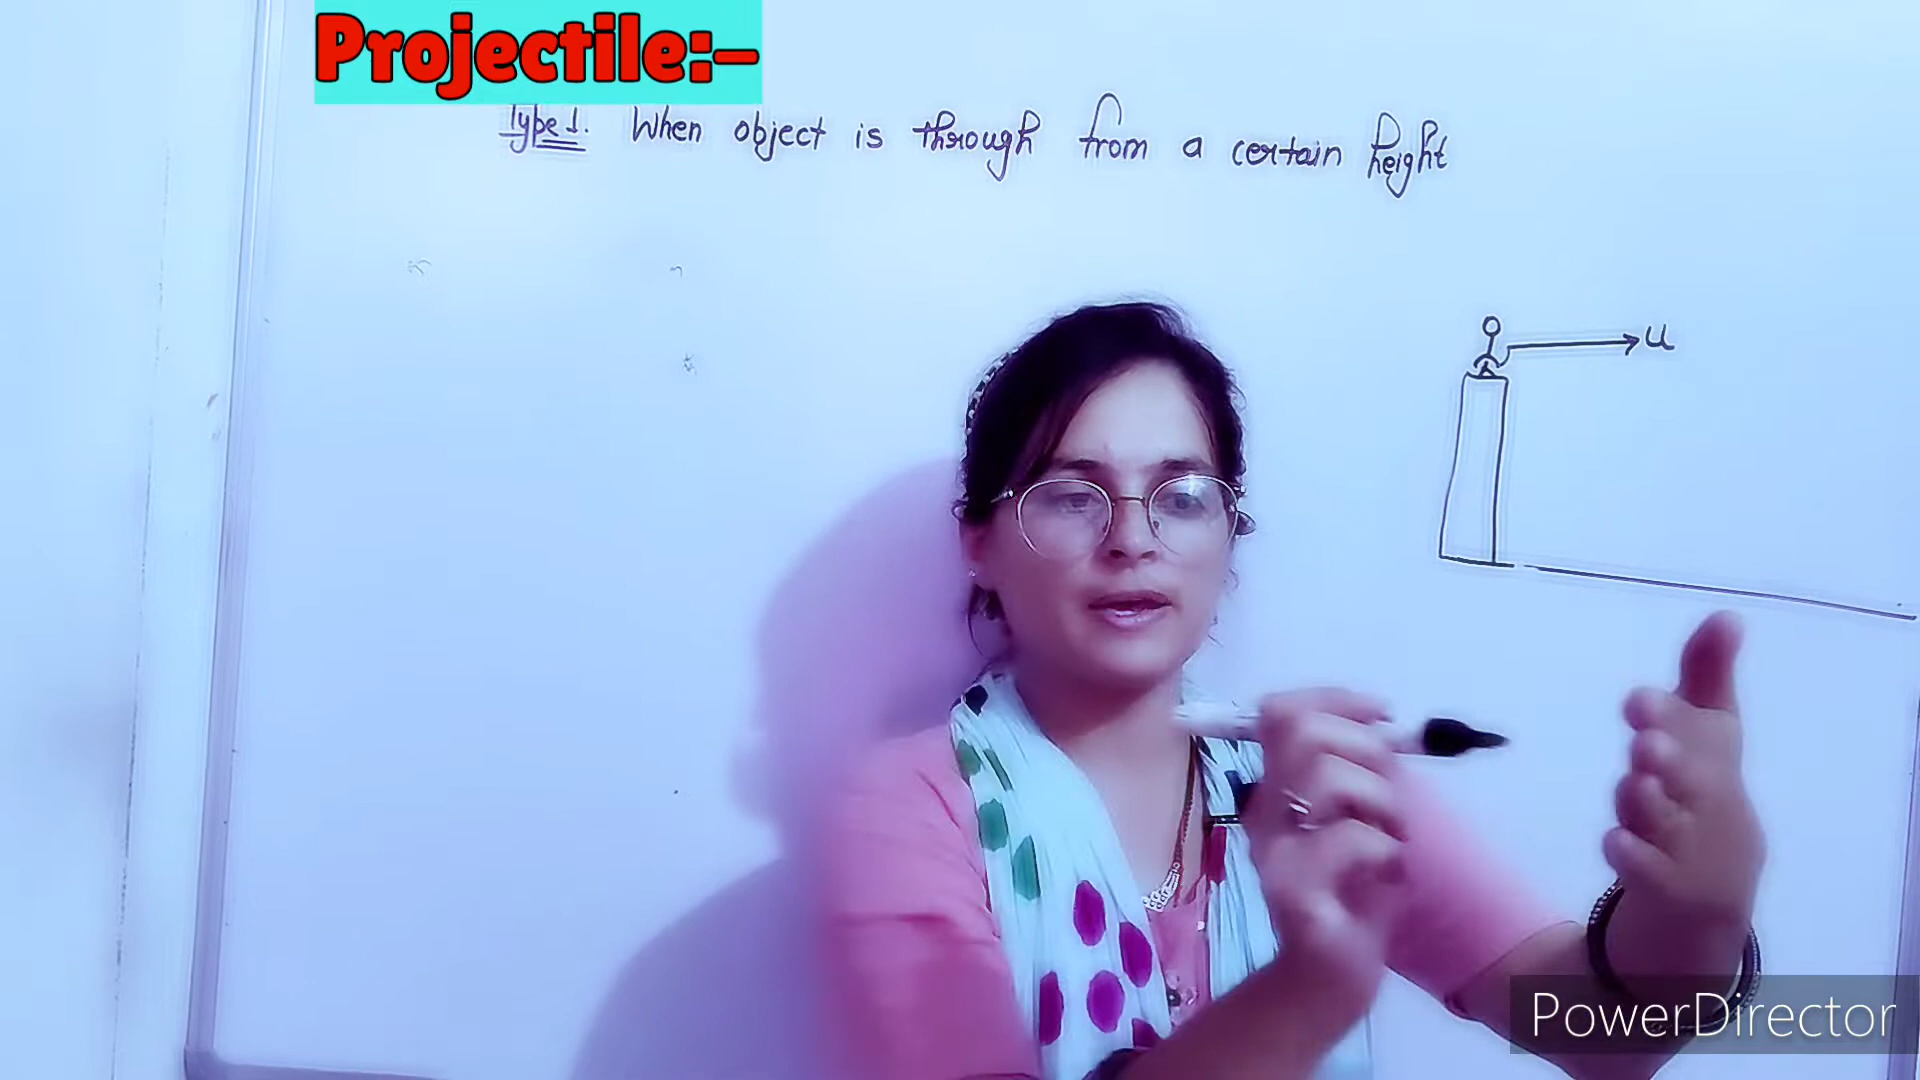 Projectile:-
Type 1. When object is through from a certain height
u
PowerDirector